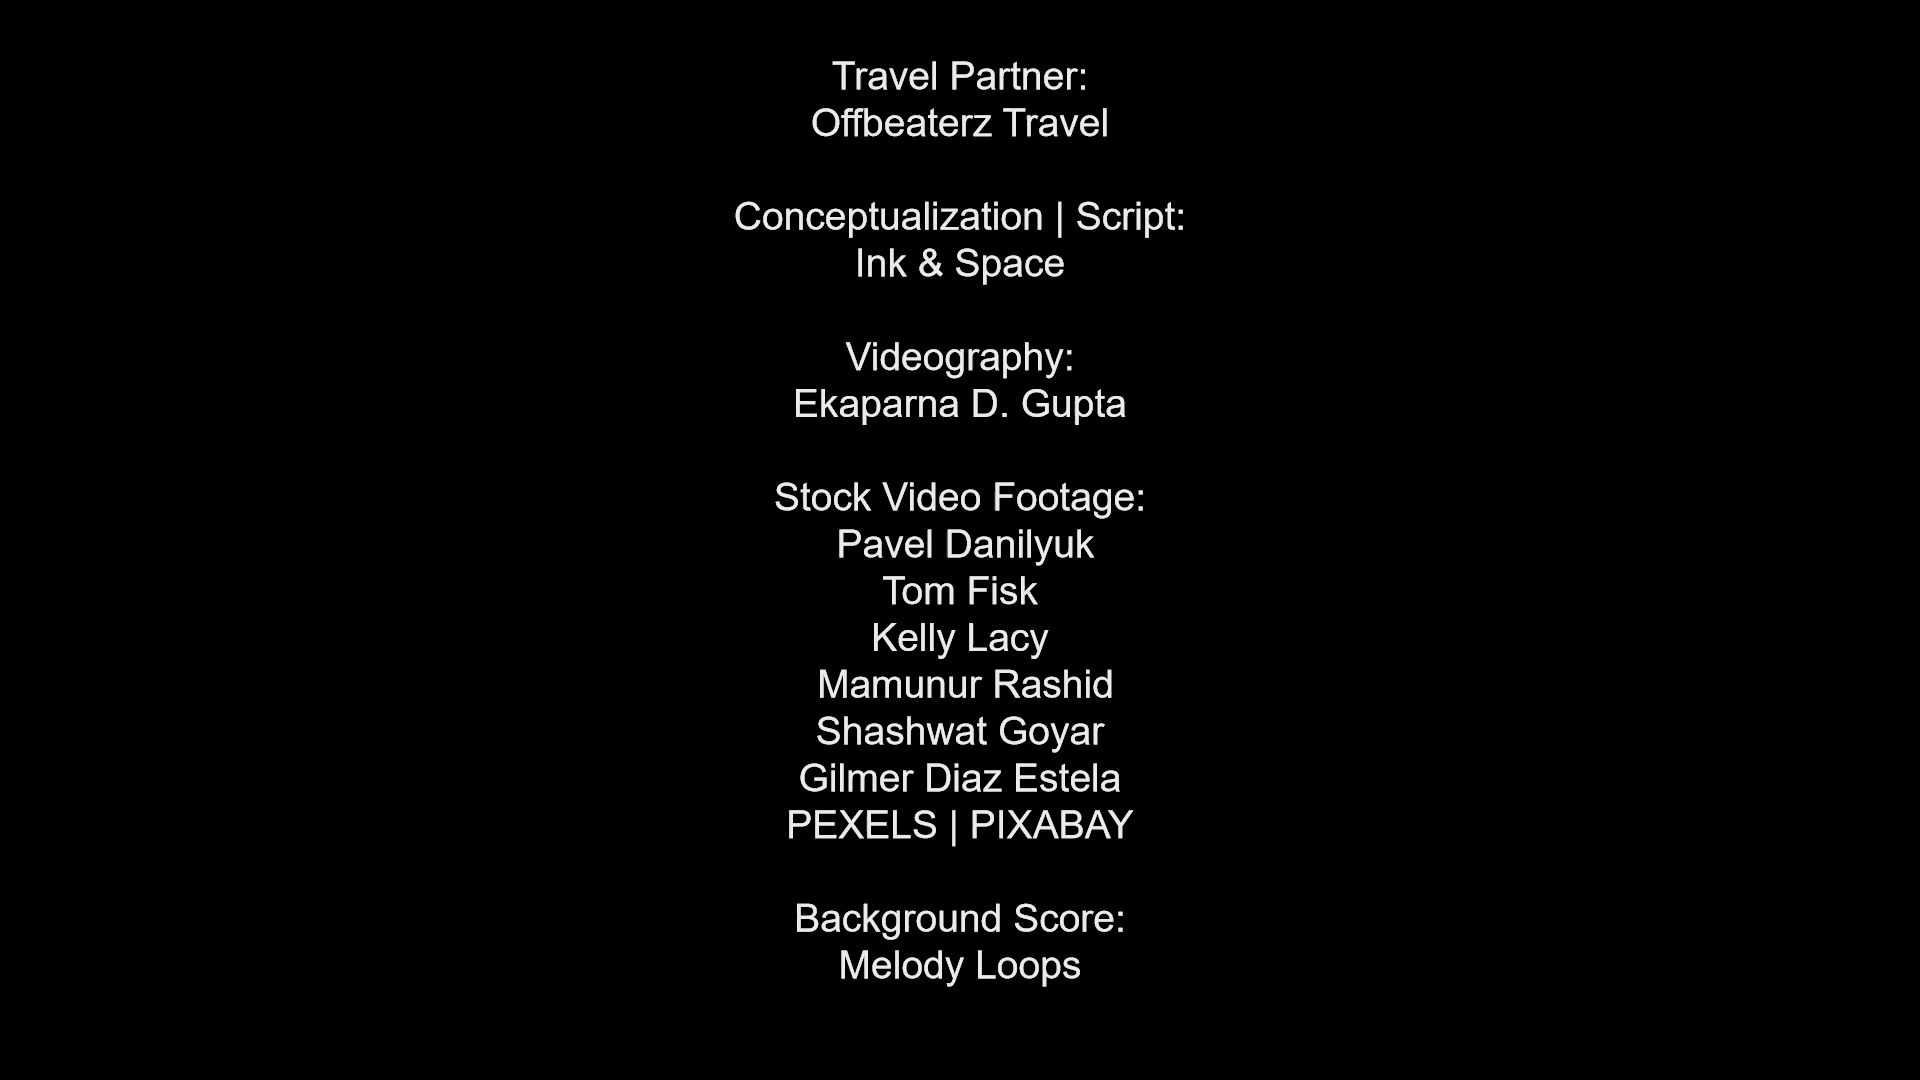 Travel Partner:
Offbeaterz Travel
Conceptualization | Script:
Ink & Space
Videography:
Ekaparna D. Gupta
Stock Video Footage:
Pavel Danilyuk
Tom Fisk
Kelly Lacy
Mamunur Rashid
Shashwat Goyar
Gilmer Diaz Estela
PEXELS | PIXABAY
Background Score:
Melody Loops